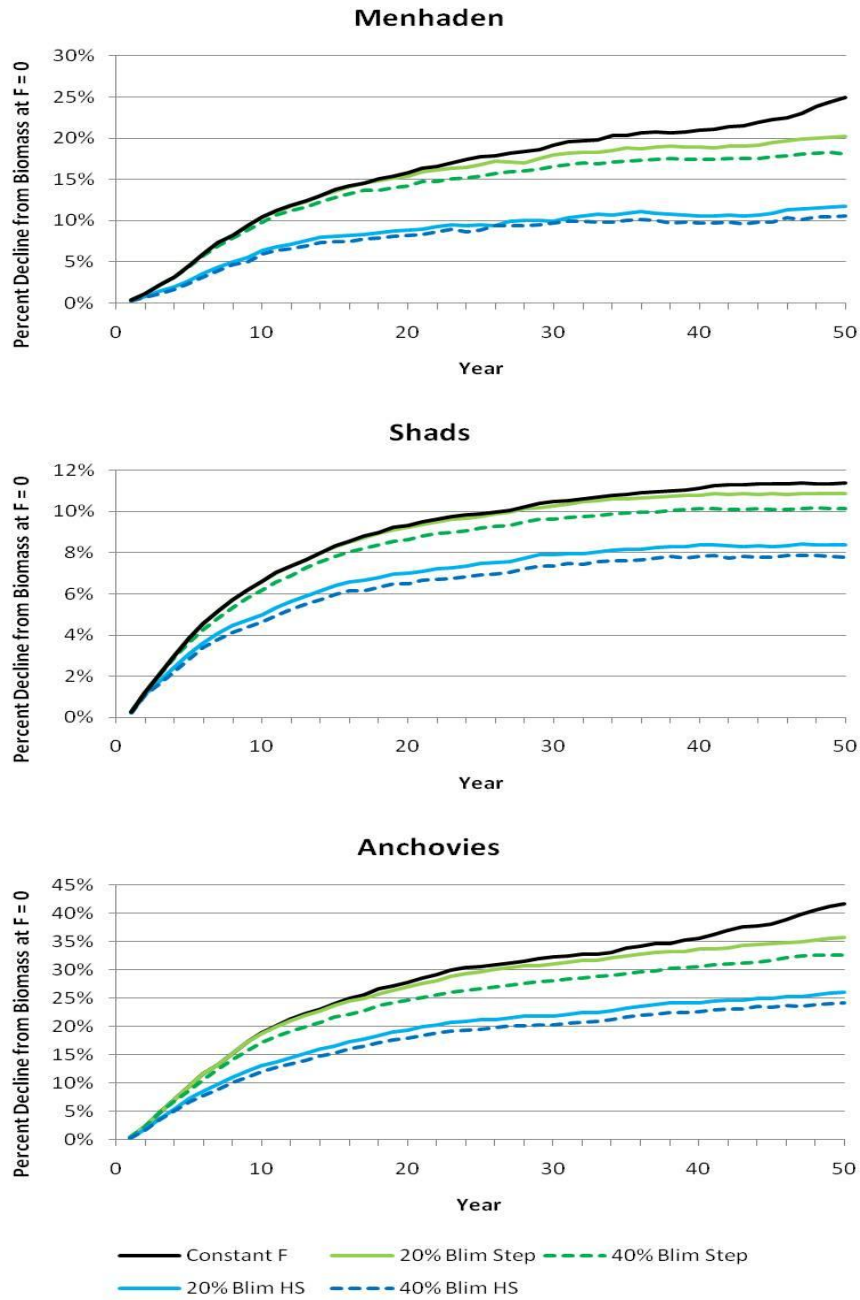 Menhaden
Percent Decline from Biomass at F = 0
30%
25%
20%
15%
10%
5%
0%
0 10 20 30 40 50
Year
Shads
Percent Decline from Biomass at F = 0
12%
10%
8%
6%
4%
2%
0%
0 10 20 30 40 50
Year
Anchovies
Percent Decline from Biomass at F = 0
45%
40%
35%
30%
25%
20%
15%
10%
5%
0%
0 10 20 30 40 50
Year
Constant F 20% Blim Step 40% Blim Step
20% Blim HS 40% Blim HS